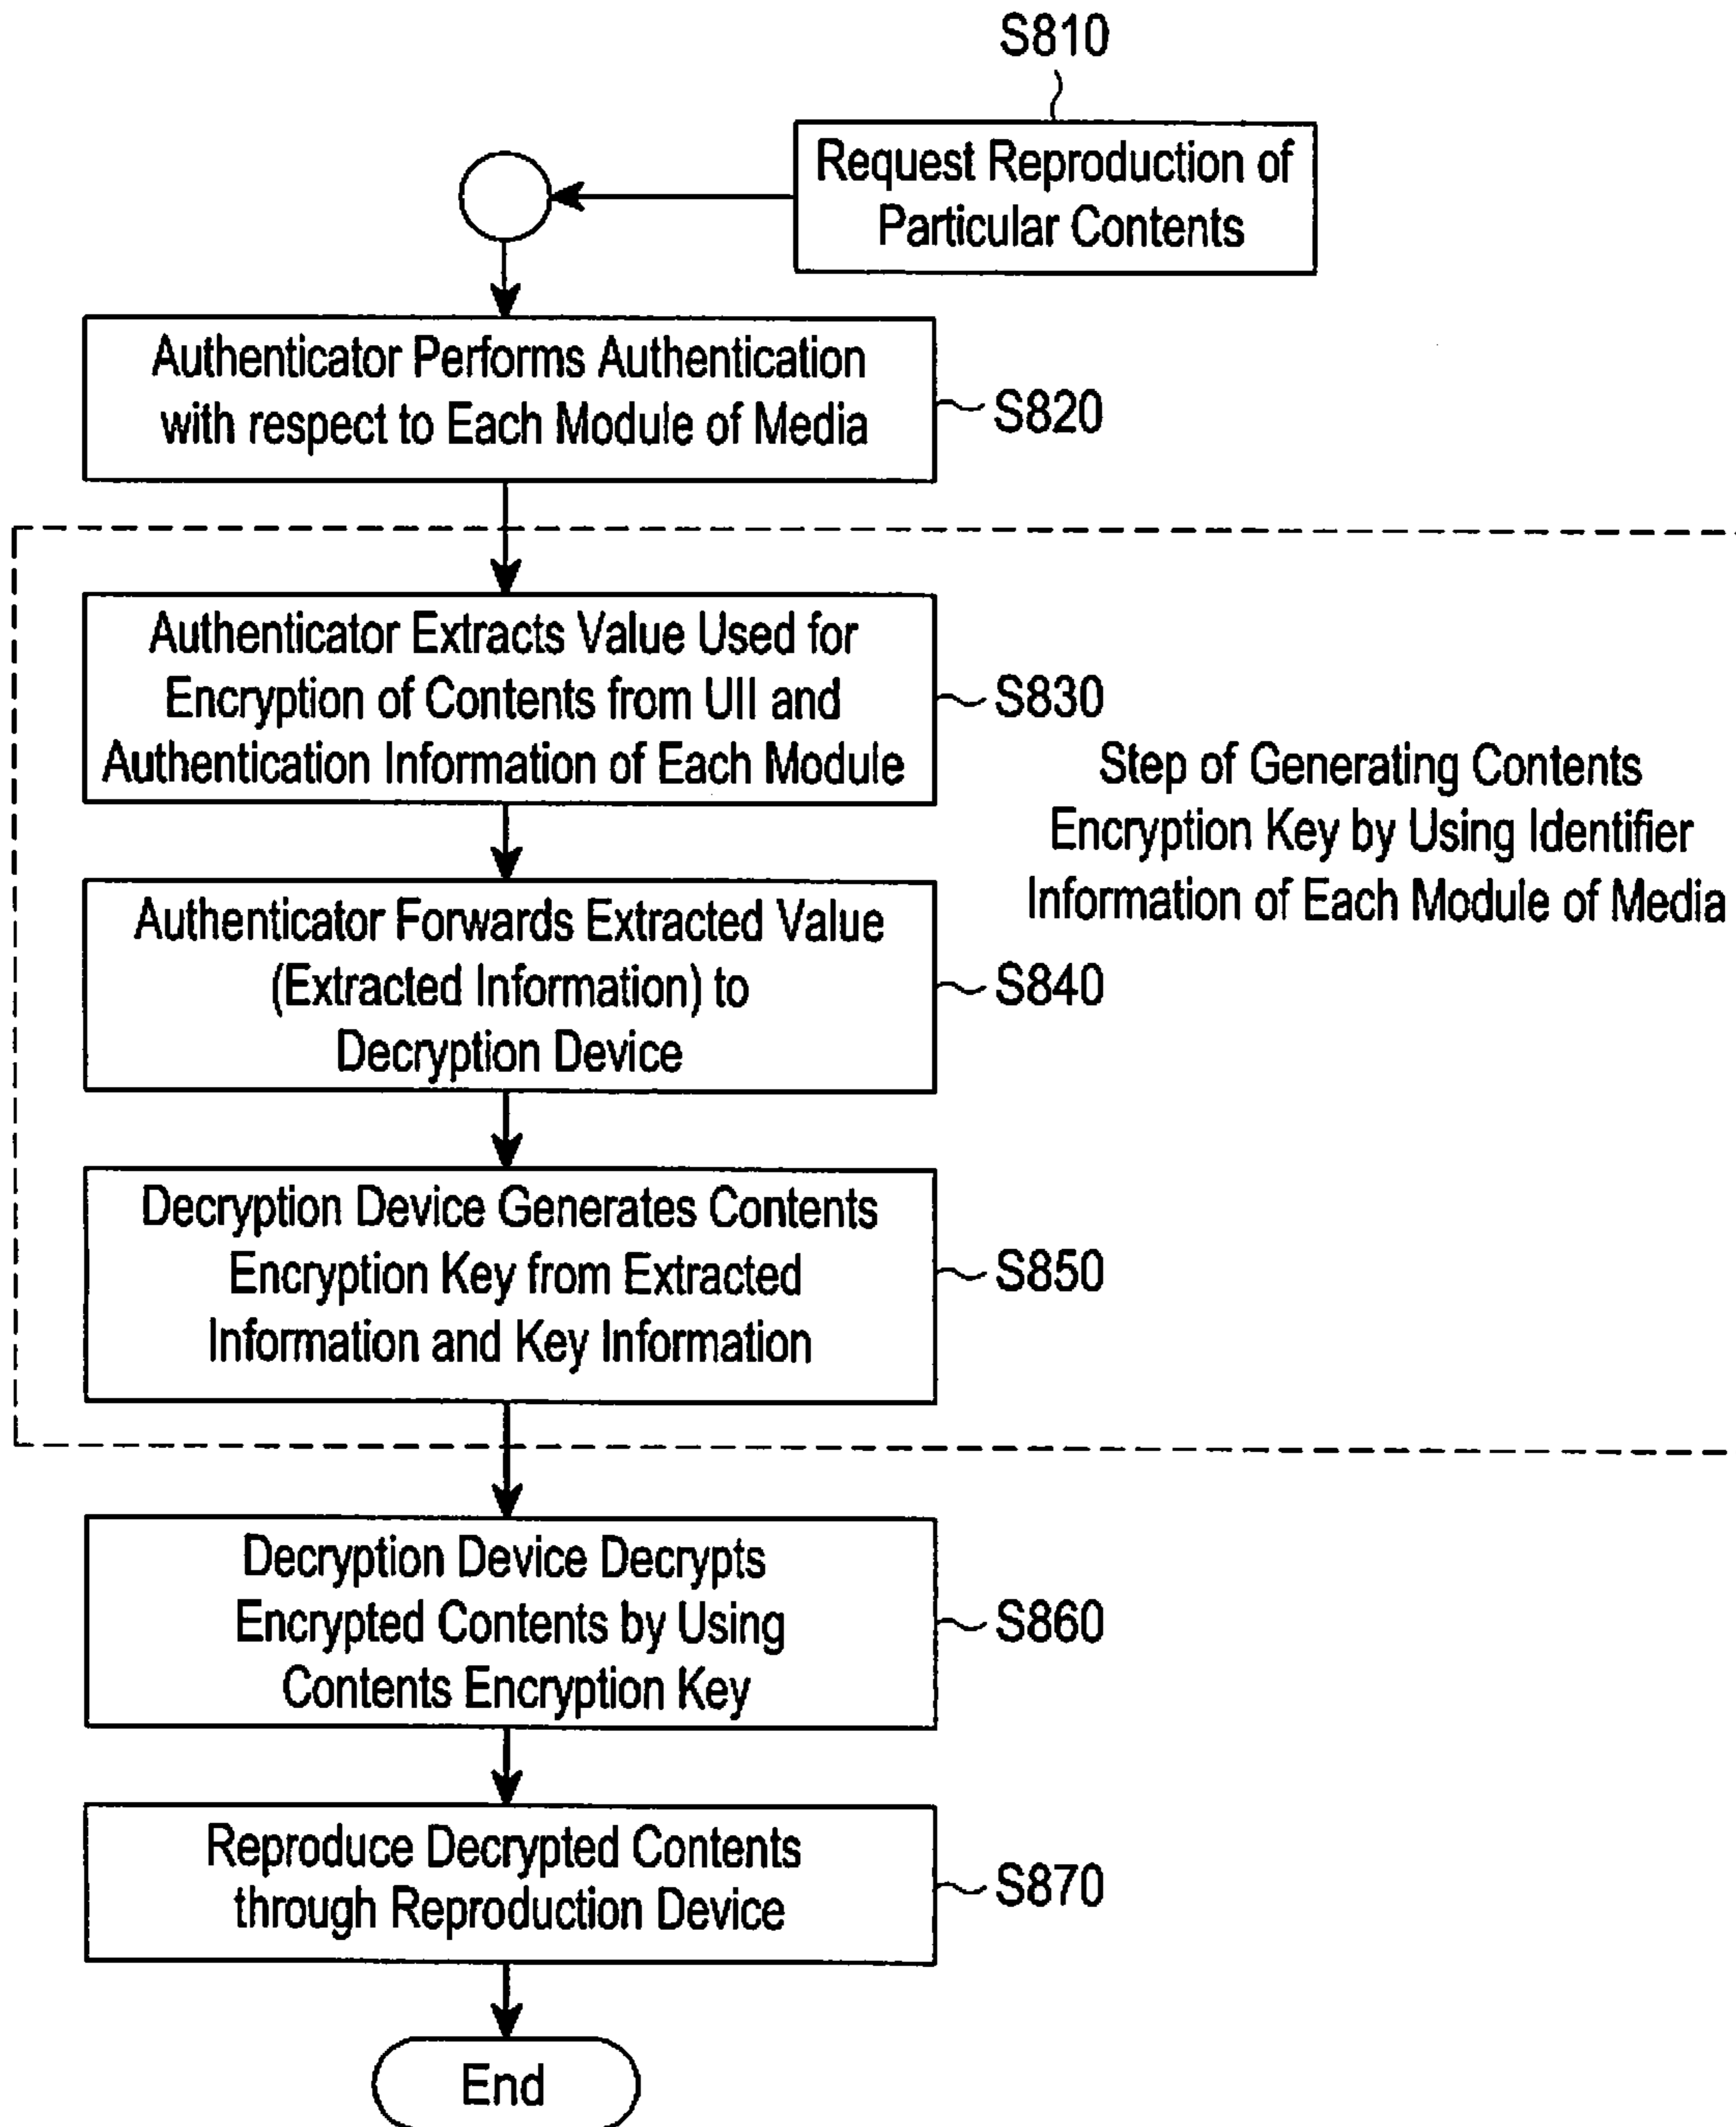 S810
Request Reproduction of
Particular Contents
Authenticator Performs Authentication
with respect to Each Module of Media
S820
Authenticator Extracts Value Used for
Encryption of Contents from UII and
Authentication Information of Each Module
S830
Step of Generating Contents
Encryption Key by Using Identifier
Information of Each Module of Media
Authenticator Forwards Extracted Value
(Extracted Information) to
Decryption Device
S840
Decryption Device Generates Contents
Encryption Key from Extracted
Information and Key Information
S850
Decryption Device Decrypts
Encrypted Contents by Using
Contents Encryption Key
S860
Reproduce Decrypted Contents
through Reproduction Device
S870
End